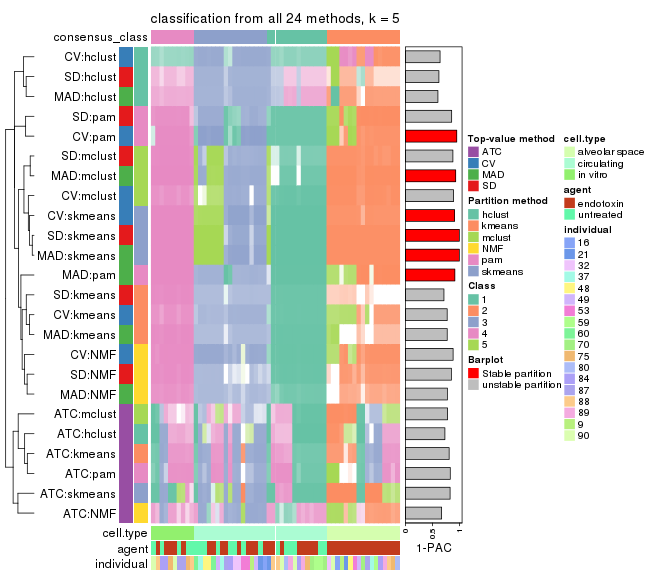 classification from all 24 methods, k = 5
consensus_class
CV:hclust
SD:hclust
MAD:hclust
SD:pam
CV:pam
SD:mclust
MAD:mclust
CV:mclust
CV:skmeans
SD:skmeans
MAD:skmeans
MAD:pam
SD:kmeans
CV:kmeans
MAD:kmeans
CV:NMF
SD:NMF
MAD:NMF
ATC:mclust
ATC:hclust
ATC:kmeans
ATC:pam
ATC:skmeans
ATC:NMF
cell.type
agent
individual
0
0.5
1
1-PAC
Top-value method
ATC
CV
MAD
SD
Partition method
hclust
kmeans
mclust
NMF
pam
skmeans
Class
1
2
3
4
5
Barplot
Stable partition
unstable partition
cell.type
alveolar space
circulating
in vitro
agent
endotoxin
untreated
individual
16
21
32
37
48
49
53
59
60
70
75
80
84
87
88
89
9
90